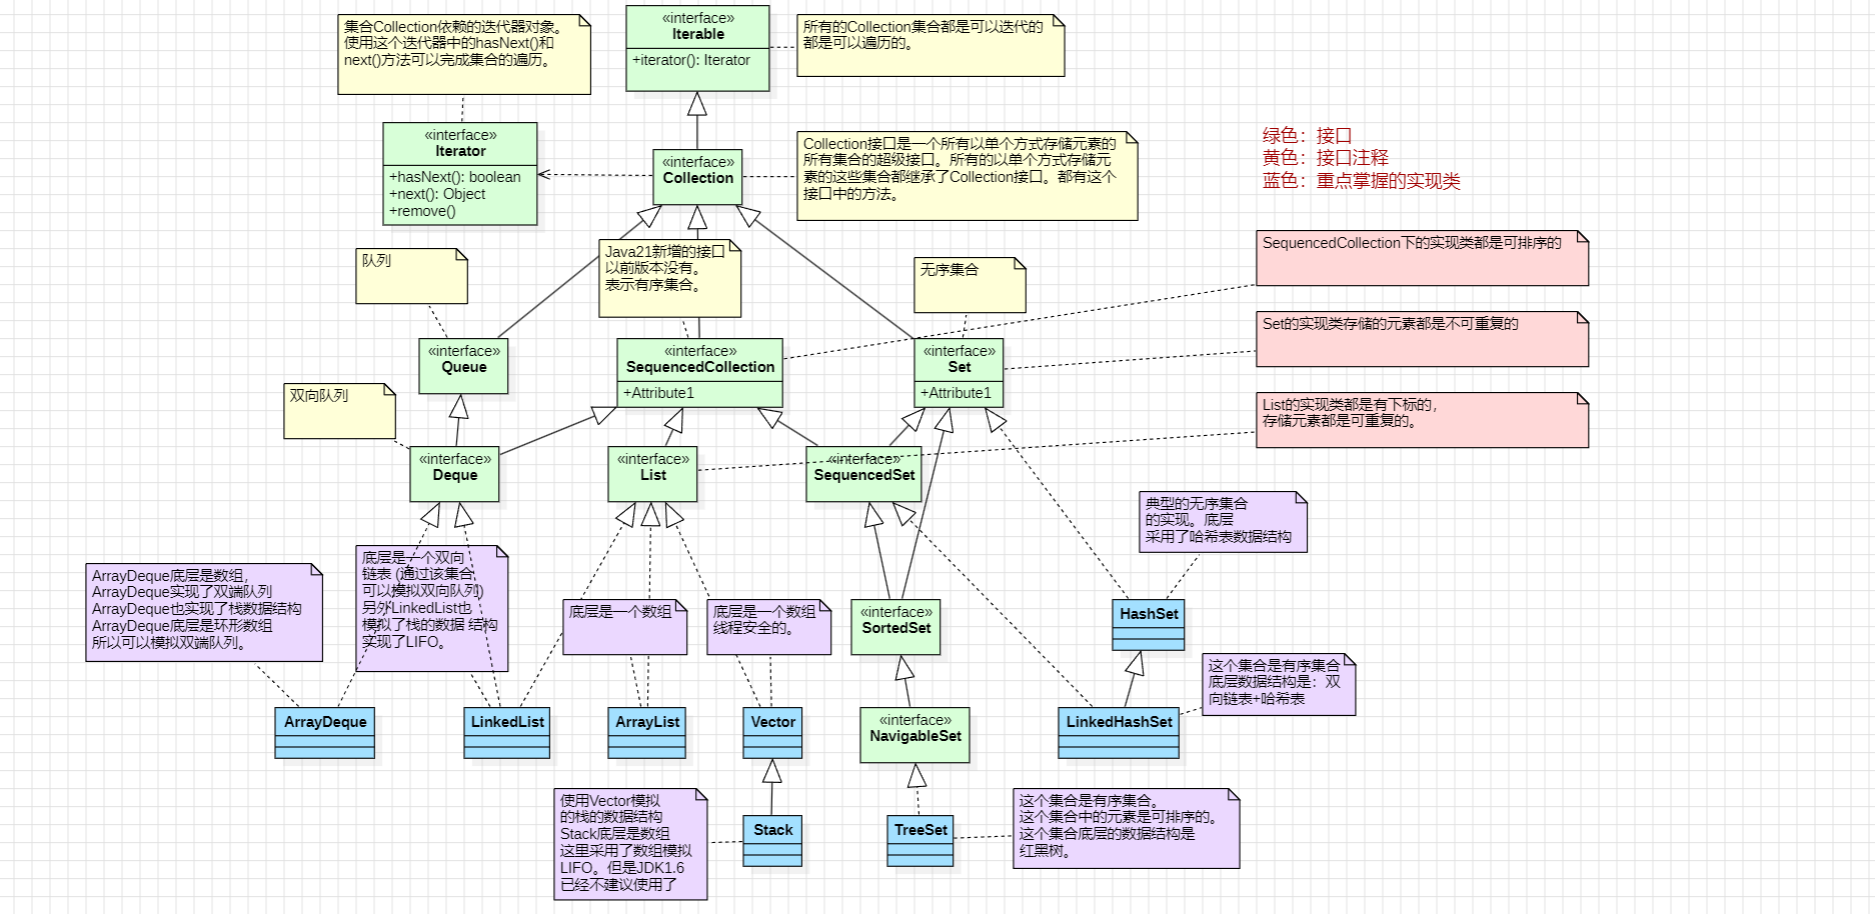 集合Collection依赖的迭代器对象。
使用这个迭代器中的hasNext()和
next()方法可以完成集合的遍历。
«interface»
Iterable
+iterator(): Iterator
所有的Collection集合都是可以迭代的
都是可以遍历的。
«interface»
Iterator
+hasNext(): boolean
+next(): Object
+remove()
«interface»
Collection
Collection接口是一个所有以单个方式存储元素的
所有集合的超级接口。所有的以单个方式存储元
素的这些集合都继承了Collection接口。都有这个
接口中的方法。
绿色：接口
黄色：接口注释
蓝色：重点掌握的实现类
队列
Java21新增的接口
以前版本没有。
表示有序集合。
无序集合
SequencedCollection下的实现类都是可排序的
Set的实现类存储的元素都是不可重复的
List的实现类都是有下标的，
存储元素都是可重复的。
«interface»
Queue
«interface»
SequencedCollection
+Attribute1
«interface»
Set
+Attribute1
双向队列
«interface»
Deque
«interface»
List
«interface»
SequencedSet
典型的无序集合
的实现。底层
采用了哈希表数据结构
ArrayDeque底层是数组，
ArrayDeque实现了双端队列
ArrayDeque也实现了栈数据结构
ArrayDeque底层是环形数组
所以可以模拟双端队列。
底层是一个双向
链表 (通过该集合
可以模拟双向队列)
另外LinkedList也
模拟了栈的数据 结构
实现了LIFO。
底层是一个数组
底层是一个数组
线程安全的。
«interface»
SortedSet
HashSet
这个集合是有序集合
底层数据结构是：双
向链表+哈希表
ArrayDeque
LinkedList
ArrayList
Vector
«interface»
NavigableSet
LinkedHashSet
使用Vector模拟
的栈的数据结构
Stack底层是数组
这里采用了数组模拟
LIFO。但是JDK1.6
已经不建议使用了
Stack
TreeSet
这个集合是有序集合。
这个集合中的元素是可排序的。
这个集合底层的数据结构是
红黑树。